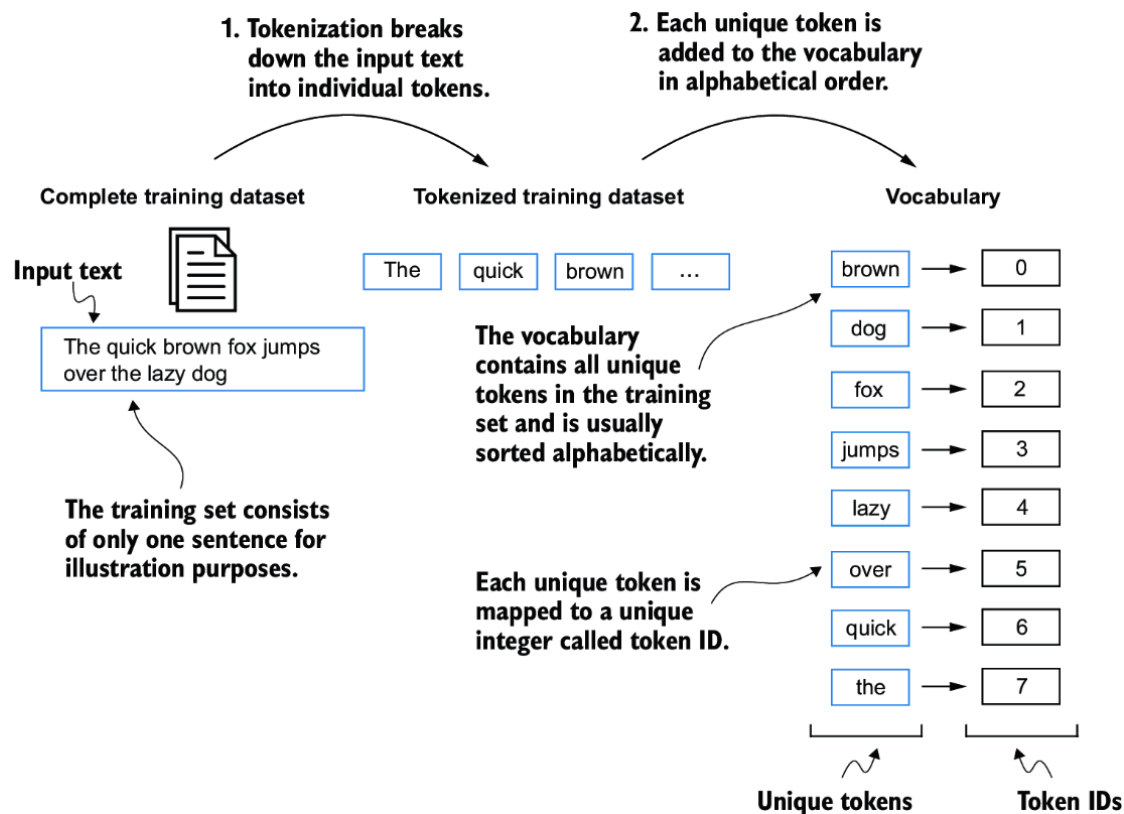 1. Tokenization breaks
down the input text
into individual tokens.
2. Each unique token is
added to the vocabulary
in alphabetical order.
Complete training dataset
Tokenized training dataset
Vocabulary
Input text
The quick brown fox jumps
over the lazy dog
The training set consists
of only one sentence for
illustration purposes.
The
quick
brown
...
The vocabulary
contains all unique
tokens in the training
set and is usually
sorted alphabetically.
Each unique token is
mapped to a unique
integer called token ID.
brown
0
dog
1
fox
2
jumps
3
lazy
4
over
5
quick
6
the
7
Unique tokens
Token IDs